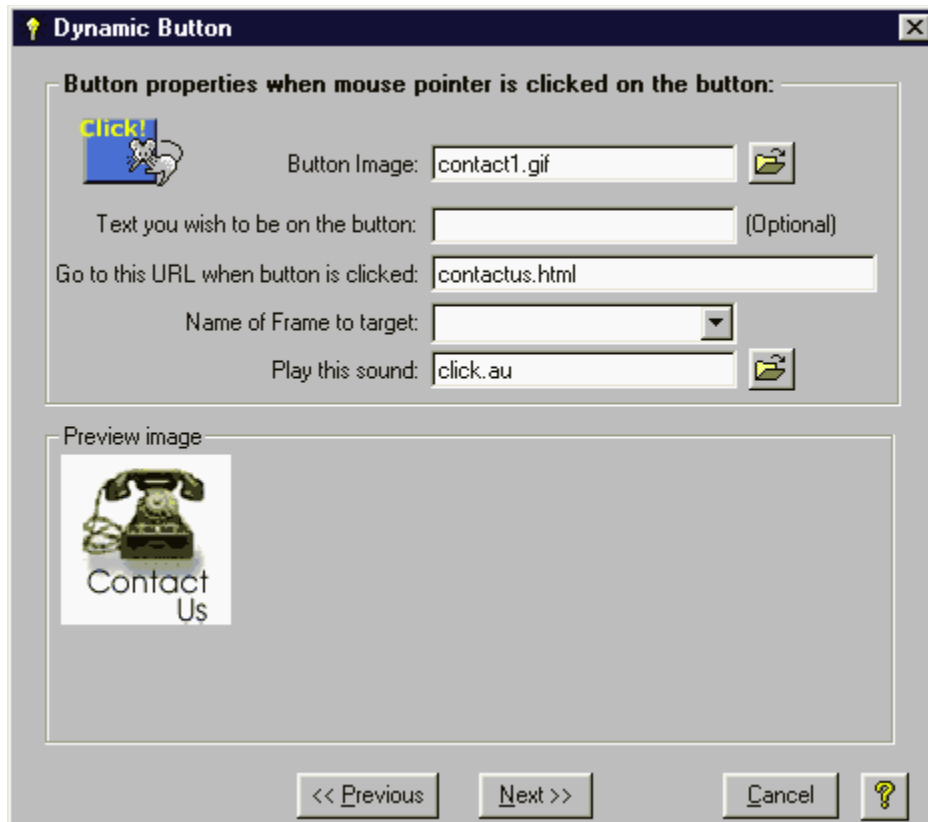 Dynamic Button
Button properties when mouse pointer is clicked on the button:
Click!
Button Image: contact1.gif
Text you wish to be on the button: (Optional)
Go to this URL when button is clicked: contactus.html
Name of Frame to target:
Play this sound: click.au
Preview image
Contact
Us
<< Previous Next >> Cancel ?